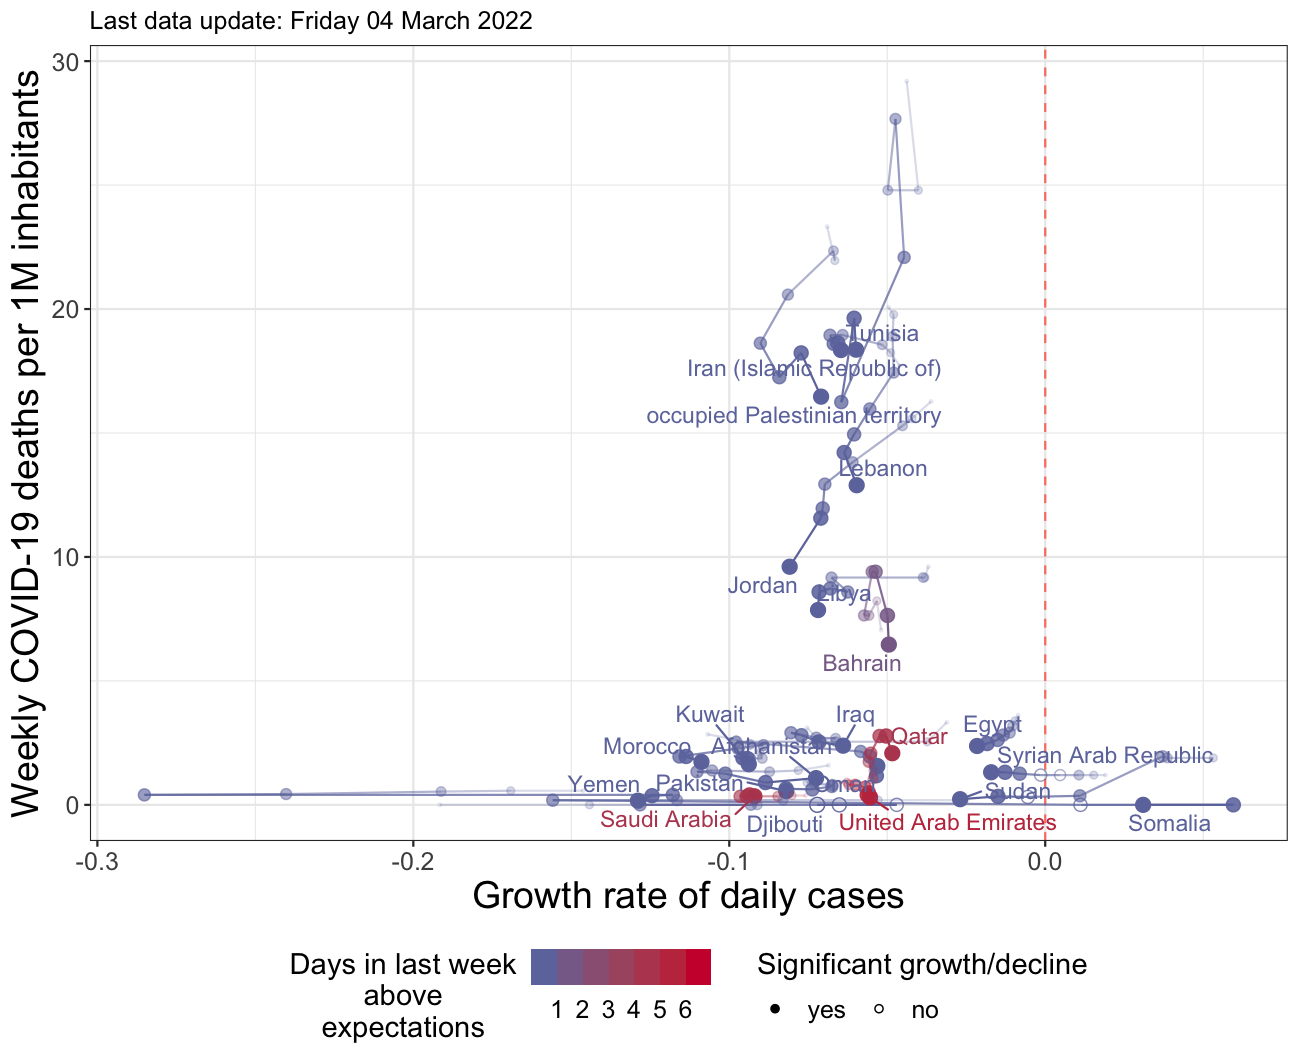 Last data update: Friday 04 March 2022
Weekly COVID-19 deaths per 1M inhabitants
30
20
10
0
Tunisia
Iran (Islamic Republic of)
occupied Palestinian territory
Lebanon
Jordan
Libya
Bahrain
Kuwait
Iraq
Egypt
Qatar
Morocco
Afghanistan
Syrian Arab Republic
Yemen
Pakistan
Oman
Sudan
Saudi Arabia
Djibouti
United Arab Emirates
Somalia
-0.3
-0.2
-0.1
0.0
Growth rate of daily cases
Days in last week
above
expectations
1 2 3 4 5 6
Significant growth/decline
yes
no